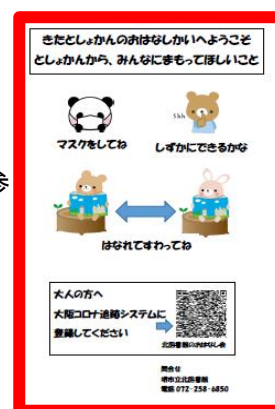 きたとしょかんのおはなしかいへようこそ
としょかんから、みんなにまもってほしいこと
Shh
マスクをしてね
しずかにできるかな
はなれてすわってね
大人の方へ
大阪コロナ追跡システムに
登録してください
北図書館のおはなし会
問合せ
堺市立北図書館
電話 072-258-6850
参